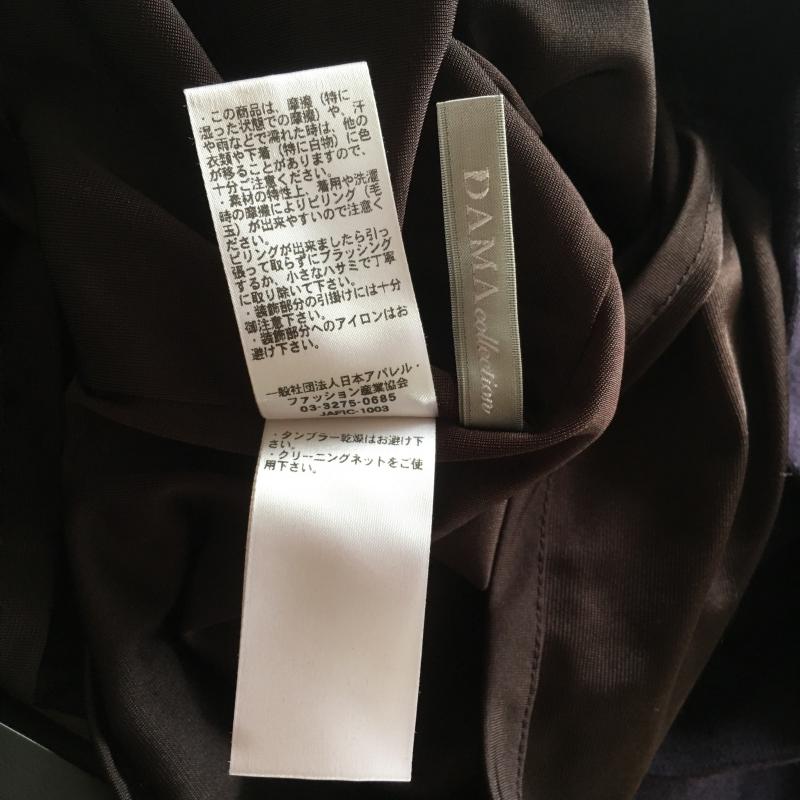 ・この商品は、摩擦（特に
湿った状態での摩擦）や、汗
や雨などで濡れた時は、他の
衣類や下着（特に白物）に色
が移ることがありますので、
十分ご注意ください。
・素材の特性上、着用や洗濯
時の摩擦によりピリング（毛
玉）が出来やすいので注意く
ださい。
ピリングが出来ましたら引っ
張って取らずにブラッシング
するか、小さなハサミで丁寧
に取り除いて下さい。
・装飾部分の引掛けには十分
御注意下さい。
・装飾部分へのアイロンはお
避け下さい。
一般社団法人日本アパレル・
ファッション産業協会
03-3275-0685
JAFIC-1003
・タンブラー乾燥はお避け下
さい。
・クリーニングネットをご使
用下さい。
DAMA collection